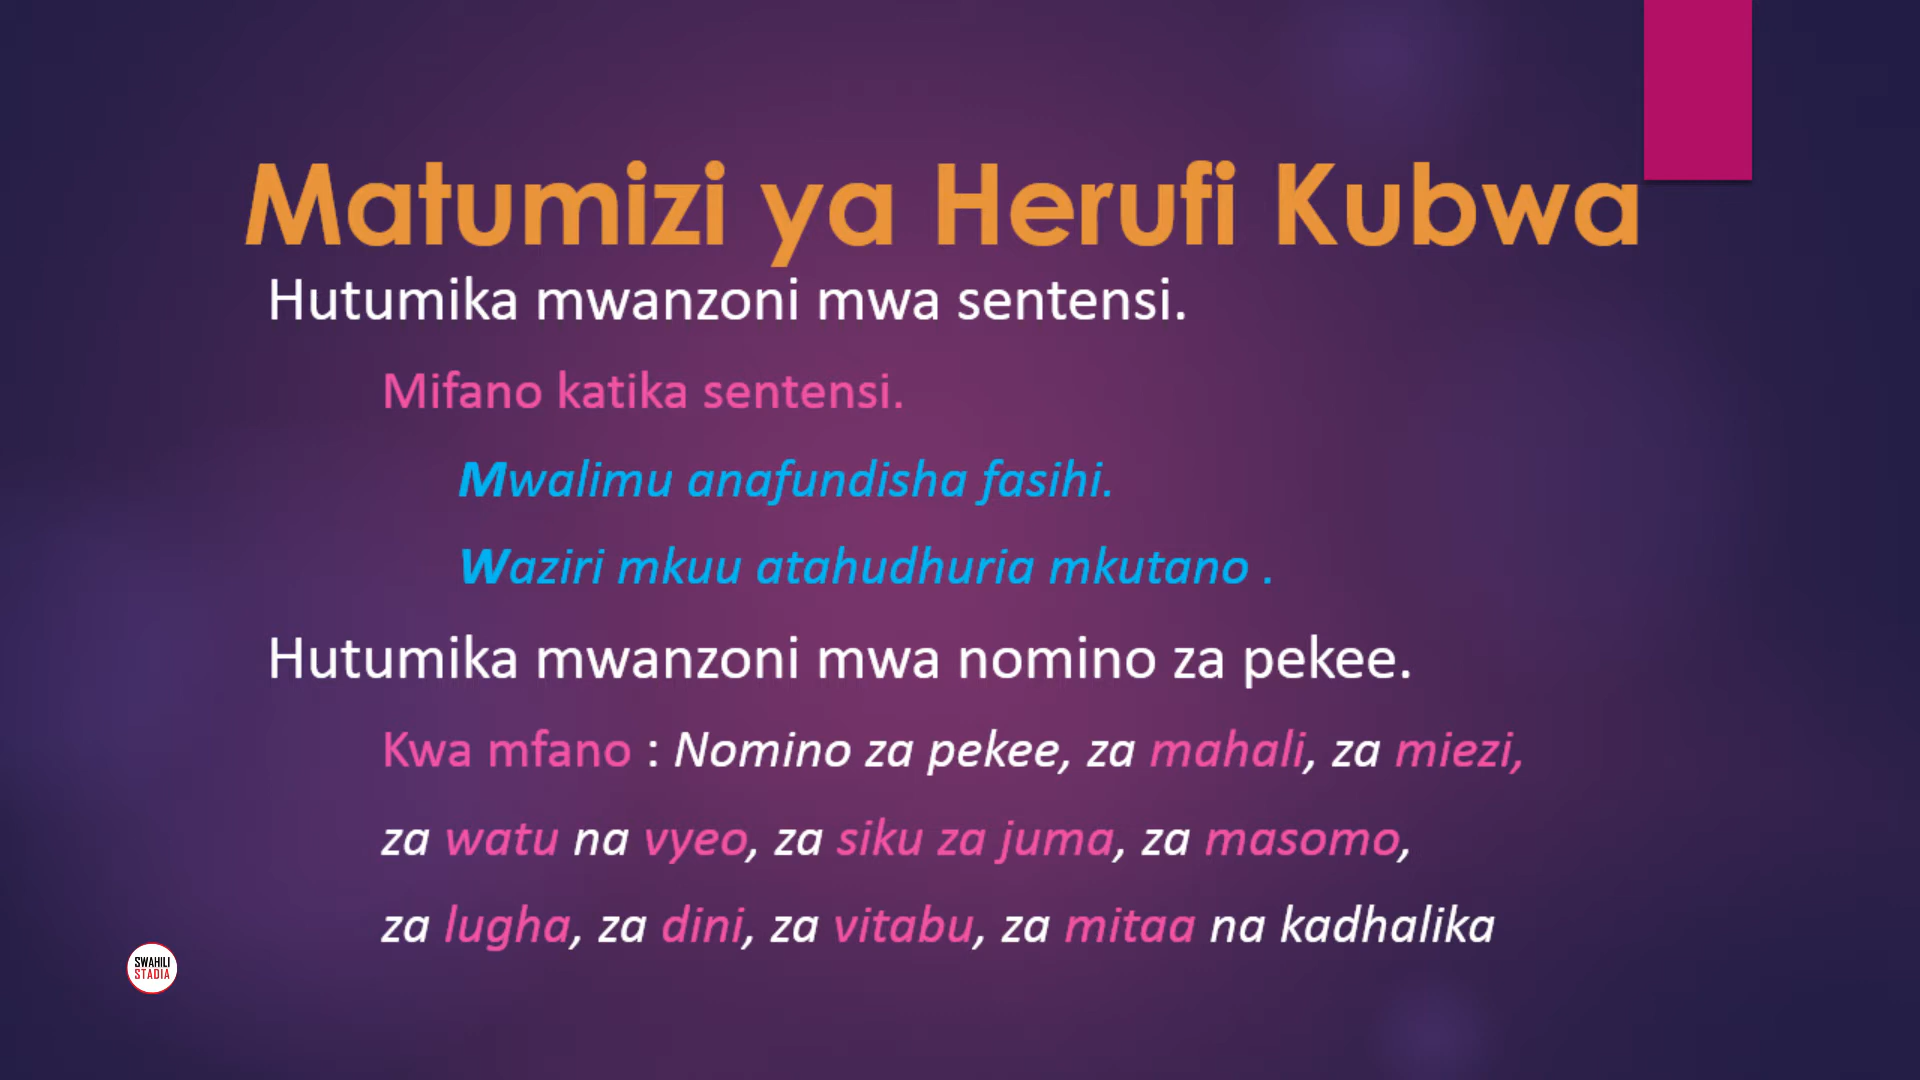 Matumizi ya Herufi Kubwa
Hutumika mwanzoni mwa sentensi.
Mifano katika sentensi.
Mwalimu anafundisha fasihi.
Waziri mkuu atahudhuria mkutano .
Hutumika mwanzoni mwa nomino za pekee.
Kwa mfano : Nomino za pekee, za mahali, za miezi,
za watu na vyeo, za siku za juma, za masomo,
za lugha, za dini, za vitabu, za mitaa na kadhalika
SWAHILI
STADIA